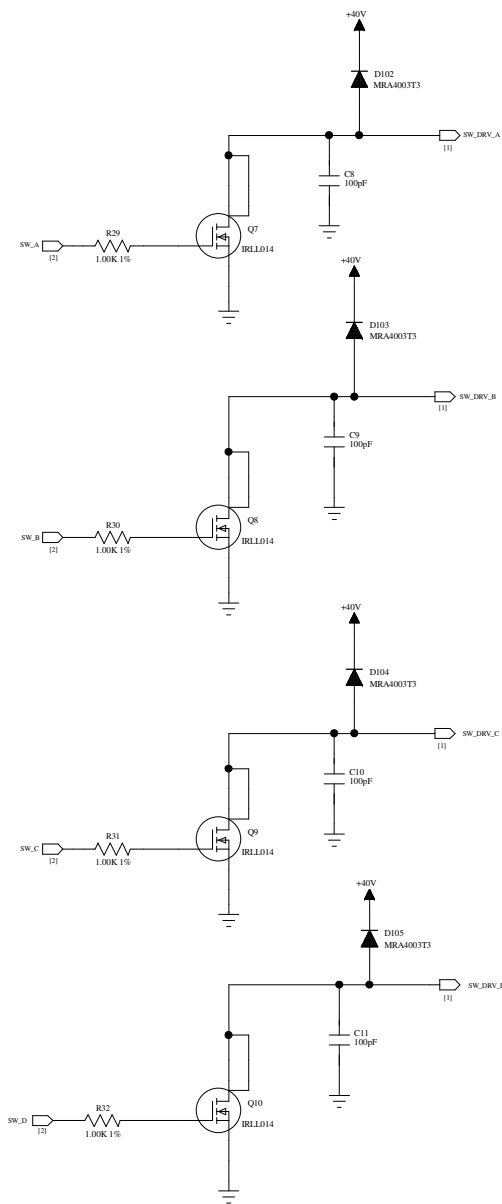 +40V
D102
MRA4003T3
SW_DRV_A
[1]
C8
100pF
Q7
IRLL014
R29
1.00K 1%
SW_A
[2]
+40V
D103
MRA4003T3
SW_DRV_B
[1]
C9
100pF
Q8
IRLL014
R30
1.00K 1%
SW_B
[2]
+40V
D104
MRA4003T3
SW_DRV_C
[1]
C10
100pF
Q9
IRLL014
R31
1.00K 1%
SW_C
[2]
+40V
D105
MRA4003T3
[1]
C11
100pF
Q10
IRLL014
R32
1.00K 1%
SW_D
[2]